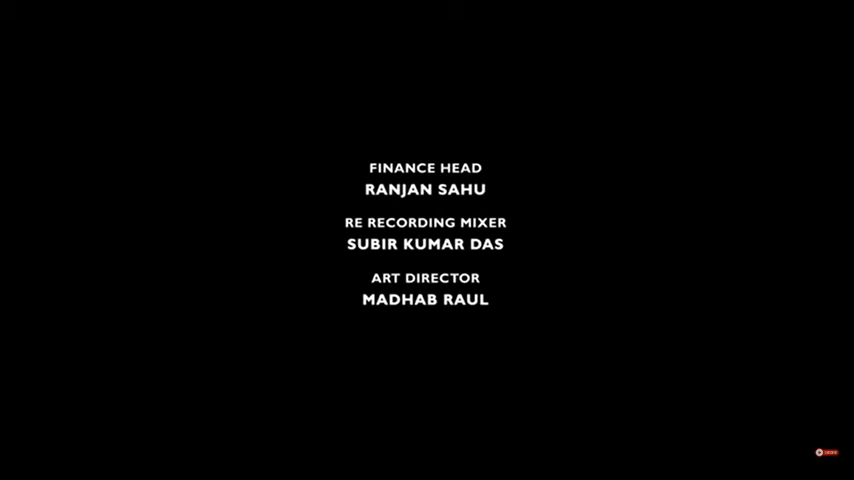 FINANCE HEAD
RANJAN SAHU
RE RECORDING MIXER
SUBIR KUMAR DAS
ART DIRECTOR
MADHAB RAUL